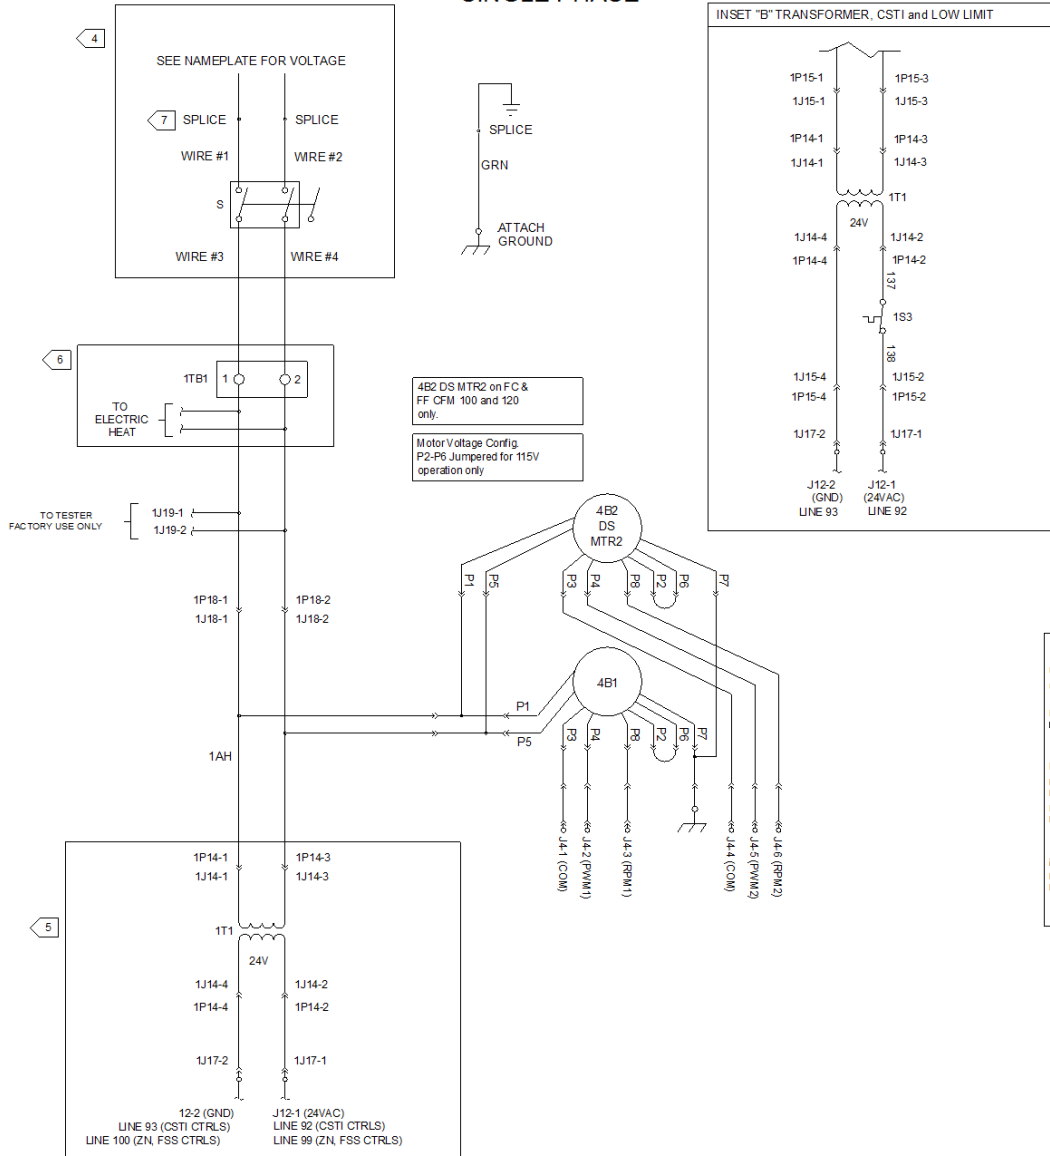 SINGLE PHASE
4
SEE NAMEPLATE FOR VOLTAGE
7
SPLICE
SPLICE
WIRE #1
WIRE #2
S
WIRE #3
WIRE #4
SPLICE
GRN
ATTACH
GROUND
INSET "B" TRANSFORMER, CSTI and LOW LIMIT
1P15-1
1P15-3
1J15-1
1J15-3
1P14-1
1P14-3
1J14-1
1J14-3
1T1
24V
1J14-4
1J14-2
1P14-4
1P14-2
137
1S3
138
1J15-4
1J15-2
1P15-4
1P15-2
1J17-2
1J17-1
J12-2
(GND)
LINE 93
J12-1
(24VAC)
LINE 92
6
1TB1
1
2
TO
ELECTRIC
HEAT
4B2 DS MTR2 on FC &
FF CFM 100 and 120
only.
Motor Voltage Config.
P2-P6 Jumpered for 115V
operation only
TO TESTER
FACTORY USE ONLY
1J19-1
1J19-2
4B2
DS
MTR2
P1
P5
P3
P4
P8
P2
P6
P7
1P18-1
1P18-2
1J18-1
1J18-2
4B1
P1
P5
P3
P4
P8
P2
P6
P7
1AH
J4-1 (COM)
J4-2 (PWM1)
J4-3 (RPM1)
J4-4 (COM)
J4-5 (PWM2)
J4-6 (RPM2)
5
1P14-1
1P14-3
1J14-1
1J14-3
1T1
24V
1J14-4
1J14-2
1P14-4
1P14-2
1J17-2
1J17-1
12-2 (GND)
LINE 93 (CSTI CTRLS)
LINE 100 (ZN, FSS CTRLS)
J12-1 (24VAC)
LINE 92 (CSTI CTRLS)
LINE 99 (ZN, FSS CTRLS)